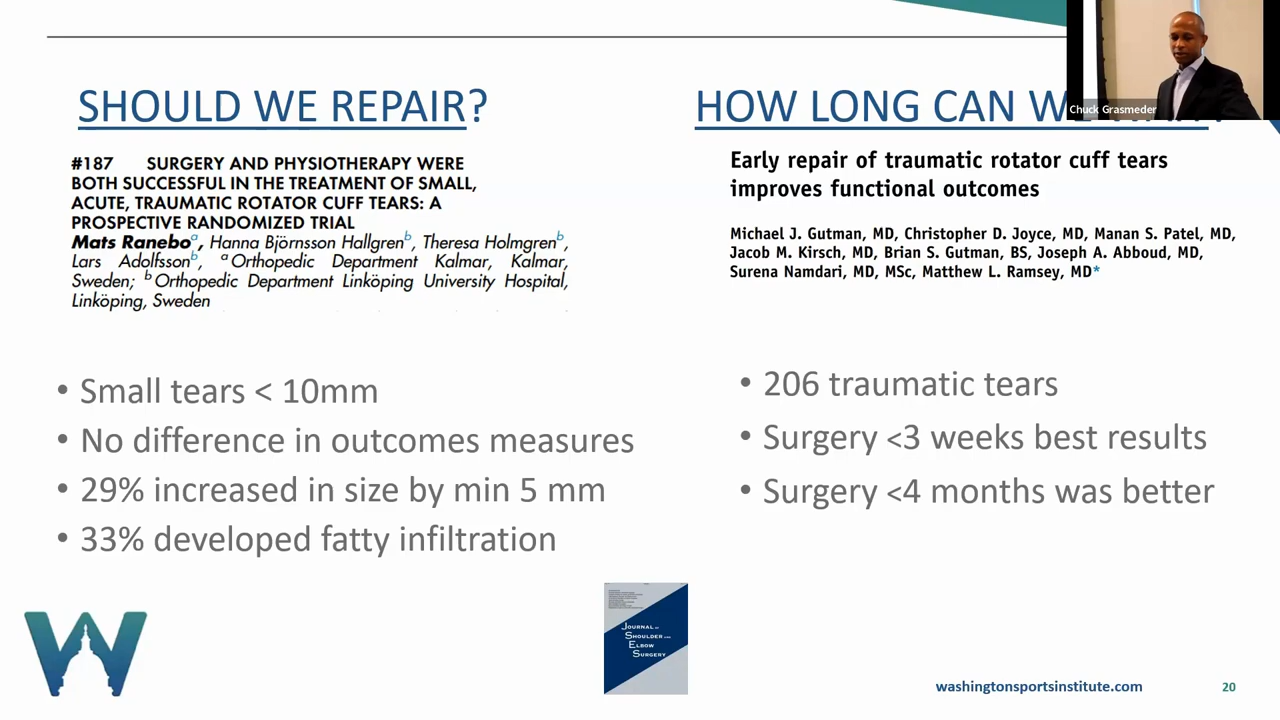 SHOULD WE REPAIR?
#187 SURGERY AND PHYSIOTHERAPY WERE
BOTH SUCCESSFUL IN THE TREATMENT OF SMALL,
ACUTE, TRAUMATIC ROTATOR CUFF TEARS: A
PROSPECTIVE RANDOMIZED TRIAL
Mats Ranebo a, Hanna Björnsson Hallgren b, Theresa Holmgren b,
Lars Adolfsson b, a Orthopedic Department Kalmar, Kalmar,
Sweden; b Orthopedic Department Linköping University Hospital,
Linköping, Sweden
• Small tears < 10mm
• No difference in outcomes measures
• 29% increased in size by min 5 mm
• 33% developed fatty infiltration
HOW LONG CAN
Chuck Grasmeder
Early repair of traumatic rotator cuff tears
improves functional outcomes
Michael J. Gutman, MD, Christopher D. Joyce, MD, Manan S. Patel, MD,
Jacob M. Kirsch, MD, Brian S. Gutman, BS, Joseph A. Abboud, MD,
Surena Namdari, MD, MSc, Matthew L. Ramsey, MD*
• 206 traumatic tears
• Surgery <3 weeks best results
• Surgery <4 months was better
JOURNAL OF
SHOULDER AND
ELBOW
SURGERY
W
washingtonsportsinstitute.com
20